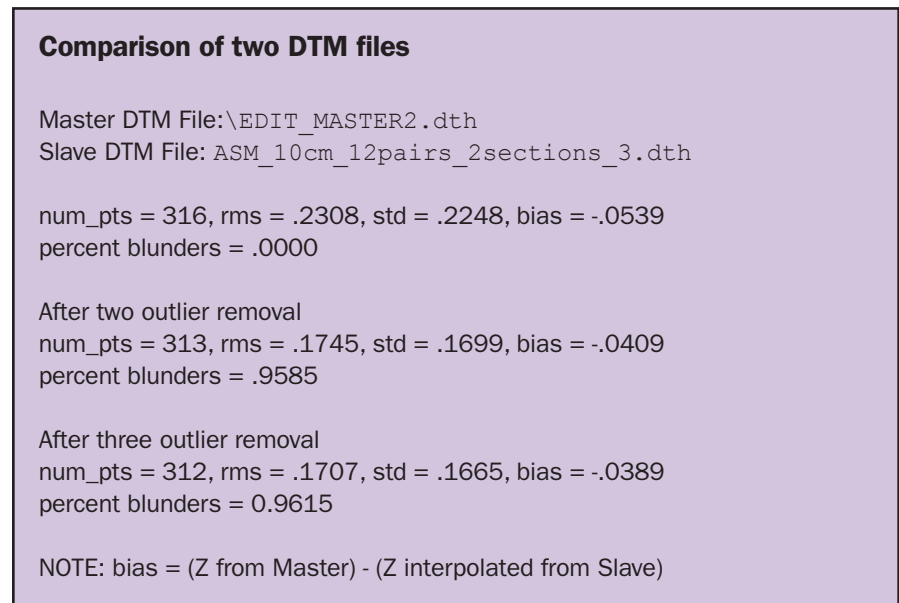 Comparison of two DTM files
Master DTM File:\EDIT_MASTER2.dth
Slave DTM File: ASM_10cm_12pairs_2sections_3.dth
num_pts = 316, rms = .2308, std = .2248, bias = -.0539
percent blunders = .0000
After two outlier removal
num_pts = 313, rms = .1745, std = .1699, bias = -.0409
percent blunders = .9585
After three outlier removal
num_pts = 312, rms = .1707, std = .1665, bias = -.0389
percent blunders = 0.9615
NOTE: bias = (Z from Master) - (Z interpolated from Slave)